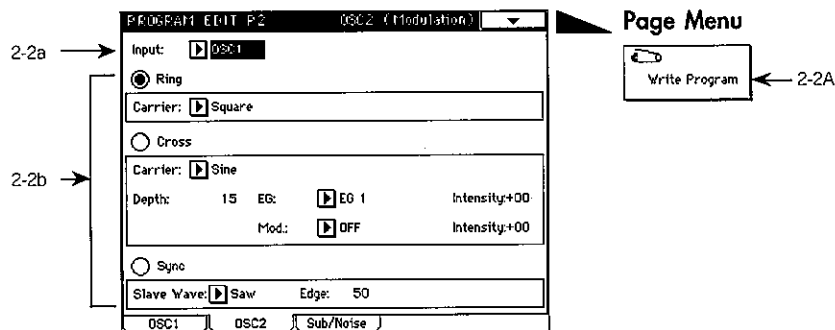 PROGRAM EDIT P2 OSC2 (Modulation)
Page Menu
2-2a
Input: OSC1
Write Program
2-2A
Ring
Carrier: Square
Cross
2-2b
Carrier: Sine
Depth: 15 EG: EG 1 Intensity:+00
Mod.: OFF Intensity:+00
Sync
Slave Wave: Saw Edge: 50
OSC1 OSC2 Sub/Noise